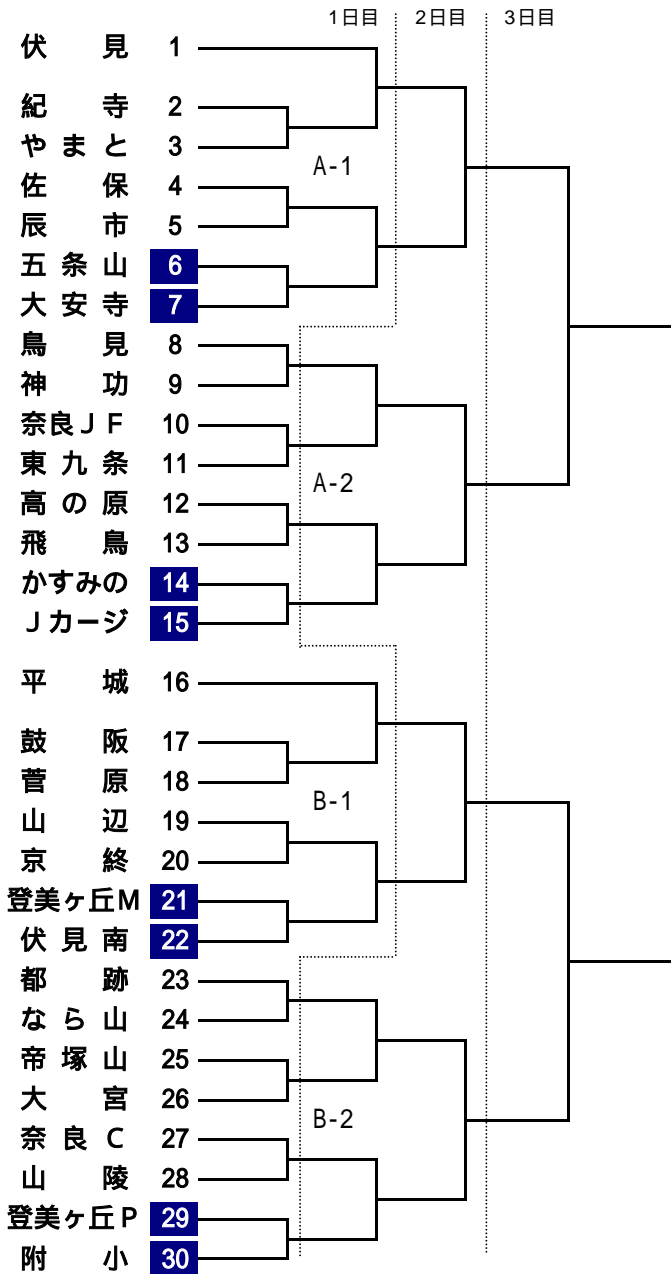 1日目 2日目 3日目
伏見 1
紀寺 2
やまと 3
A-1
佐保 4
辰市 5
五条山 6
大安寺 7
鳥見 8
神功 9
奈良ＪＦ 10
東九条 11
A-2
高の原 12
飛鳥 13
かすみの 14
Ｊカージ 15
平城 16
鼓阪 17
菅原 18
B-1
山辺 19
京終 20
登美ヶ丘Ｍ 21
伏見南 22
都跡 23
なら山 24
帝塚山 25
大宮 26
B-2
奈良Ｃ 27
山陵 28
登美ヶ丘Ｐ 29
附小 30